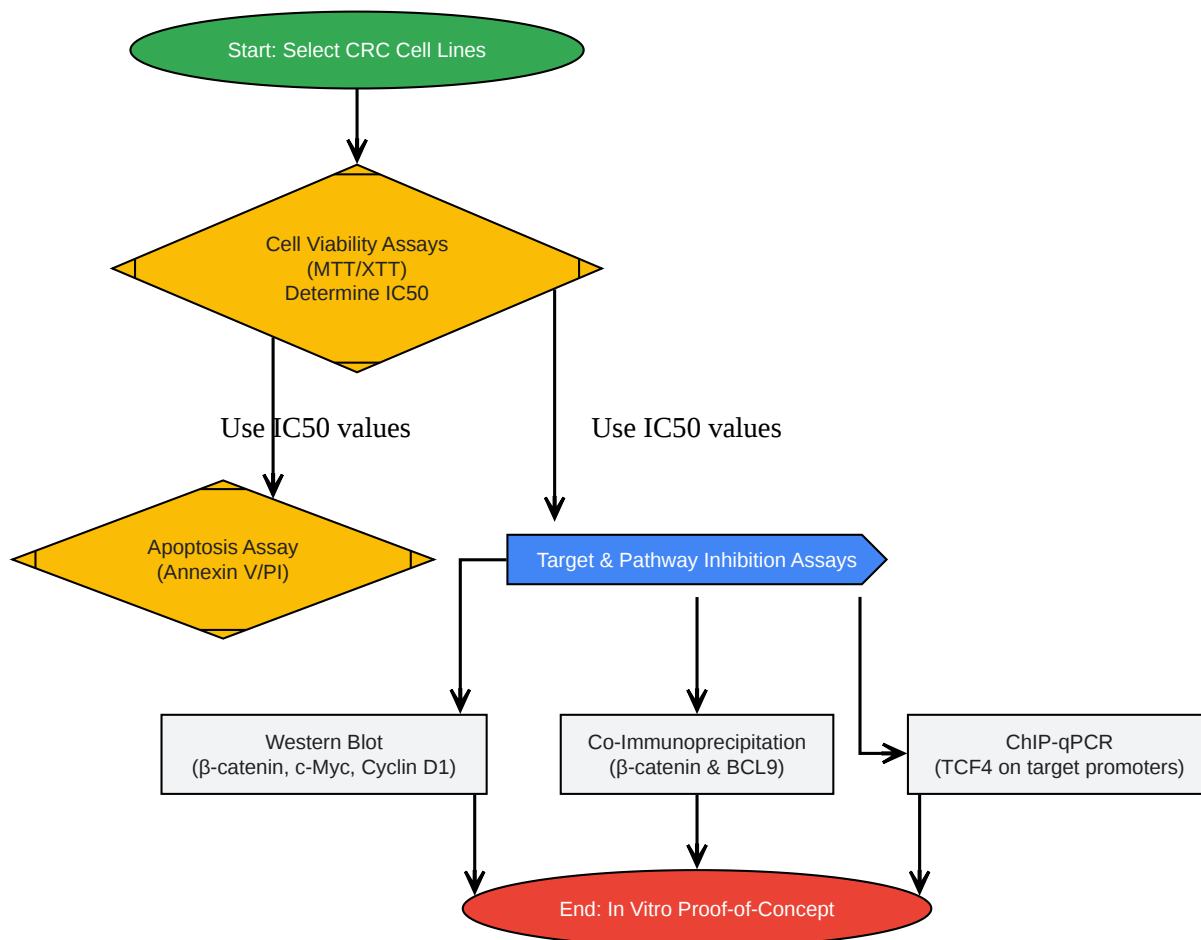 Start: Select CRC Cell Lines
Cell Viability Assays
(MTT/XTT)
Determine IC50
Use IC50 values
Use IC50 values
Apoptosis Assay
(Annexin V/PI)
Target & Pathway Inhibition Assays
Western Blot
(β-catenin, c-Myc, Cyclin D1)
Co-Immunoprecipitation
(β-catenin & BCL9)
ChIP-qPCR
(TCF4 on target promoters)
End: In Vitro Proof-of-Concept